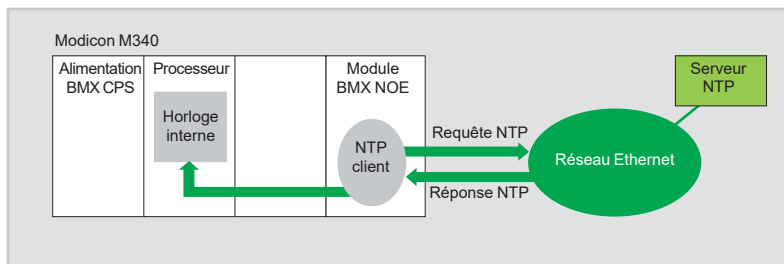 Modicon M340
Alimentation
BMX CPS
Processeur
Module
BMX NOE
Serveur
NTP
Horloge
interne
NTP
client
Requête NTP
Réponse NTP
Réseau Ethernet